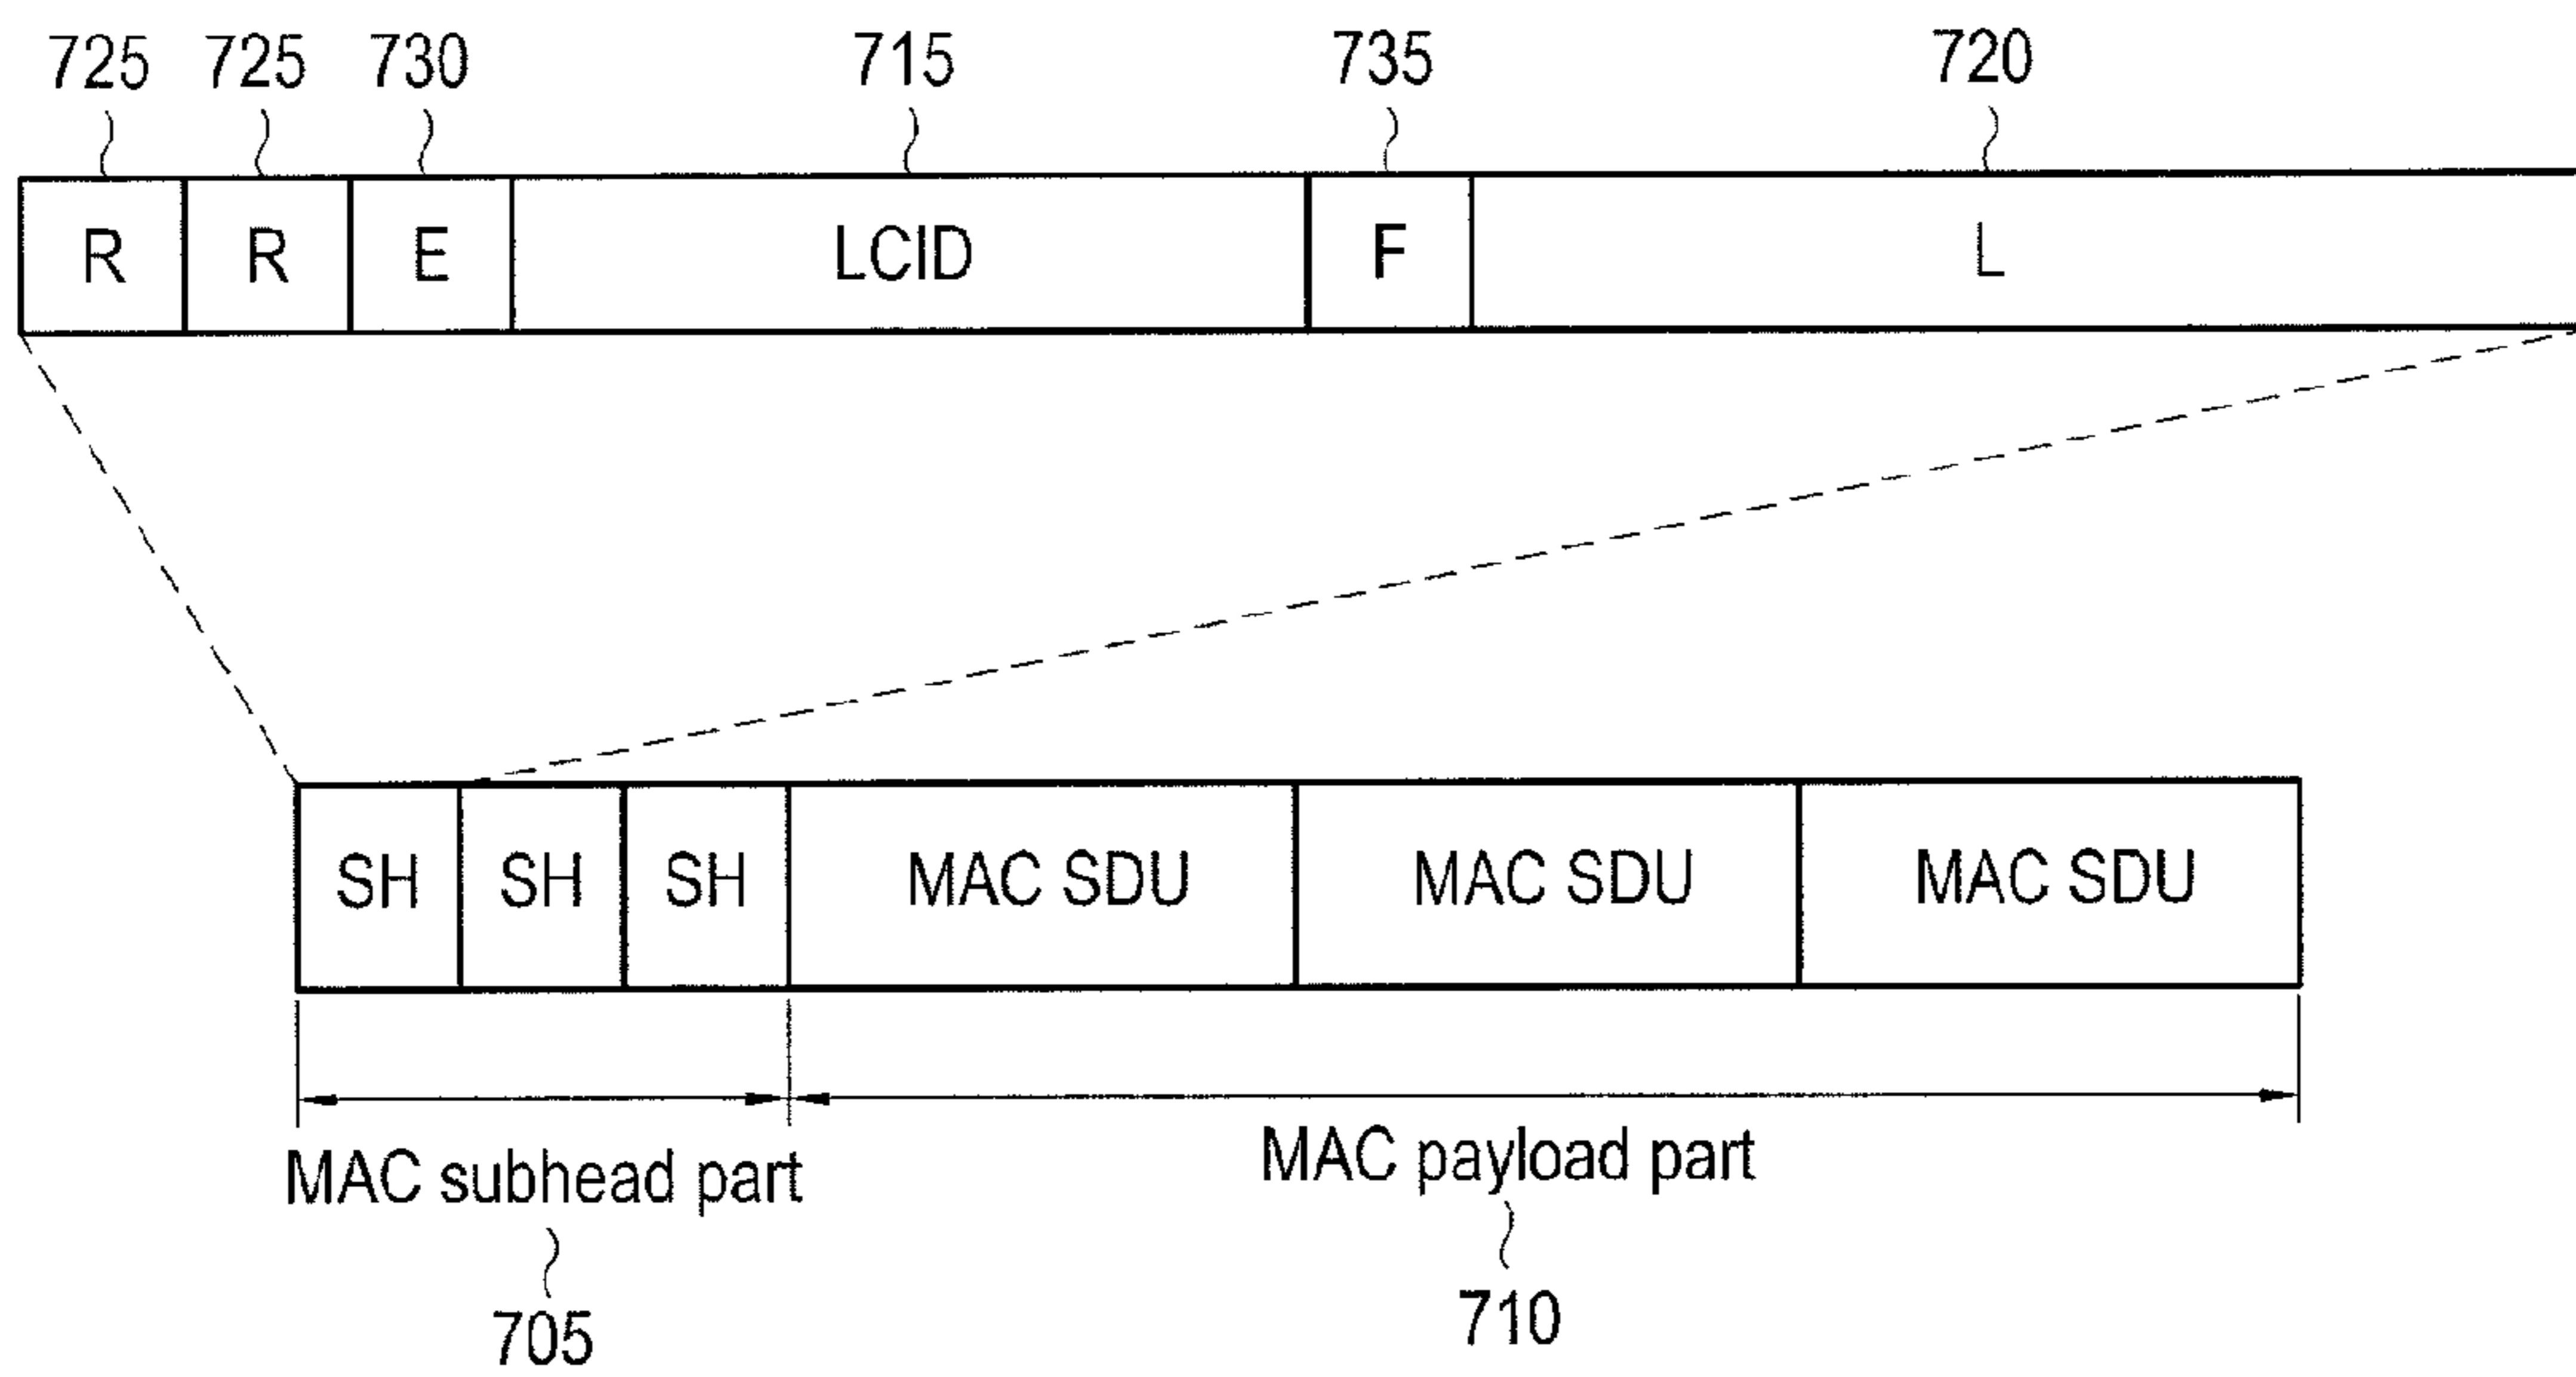 725 725 730 715 735 720
R R E LCID F L
SH SH SH MAC SDU MAC SDU MAC SDU
MAC subhead part MAC payload part
705 710